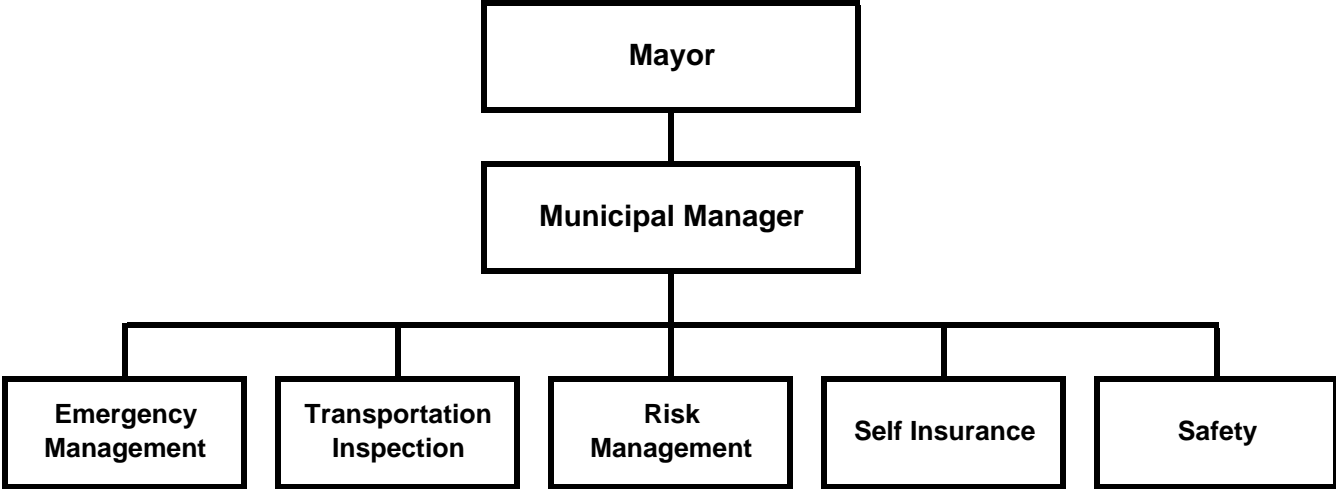 Mayor
Municipal Manager
Emergency
Management
Transportation
Inspection
Risk
Management
Self Insurance
Safety